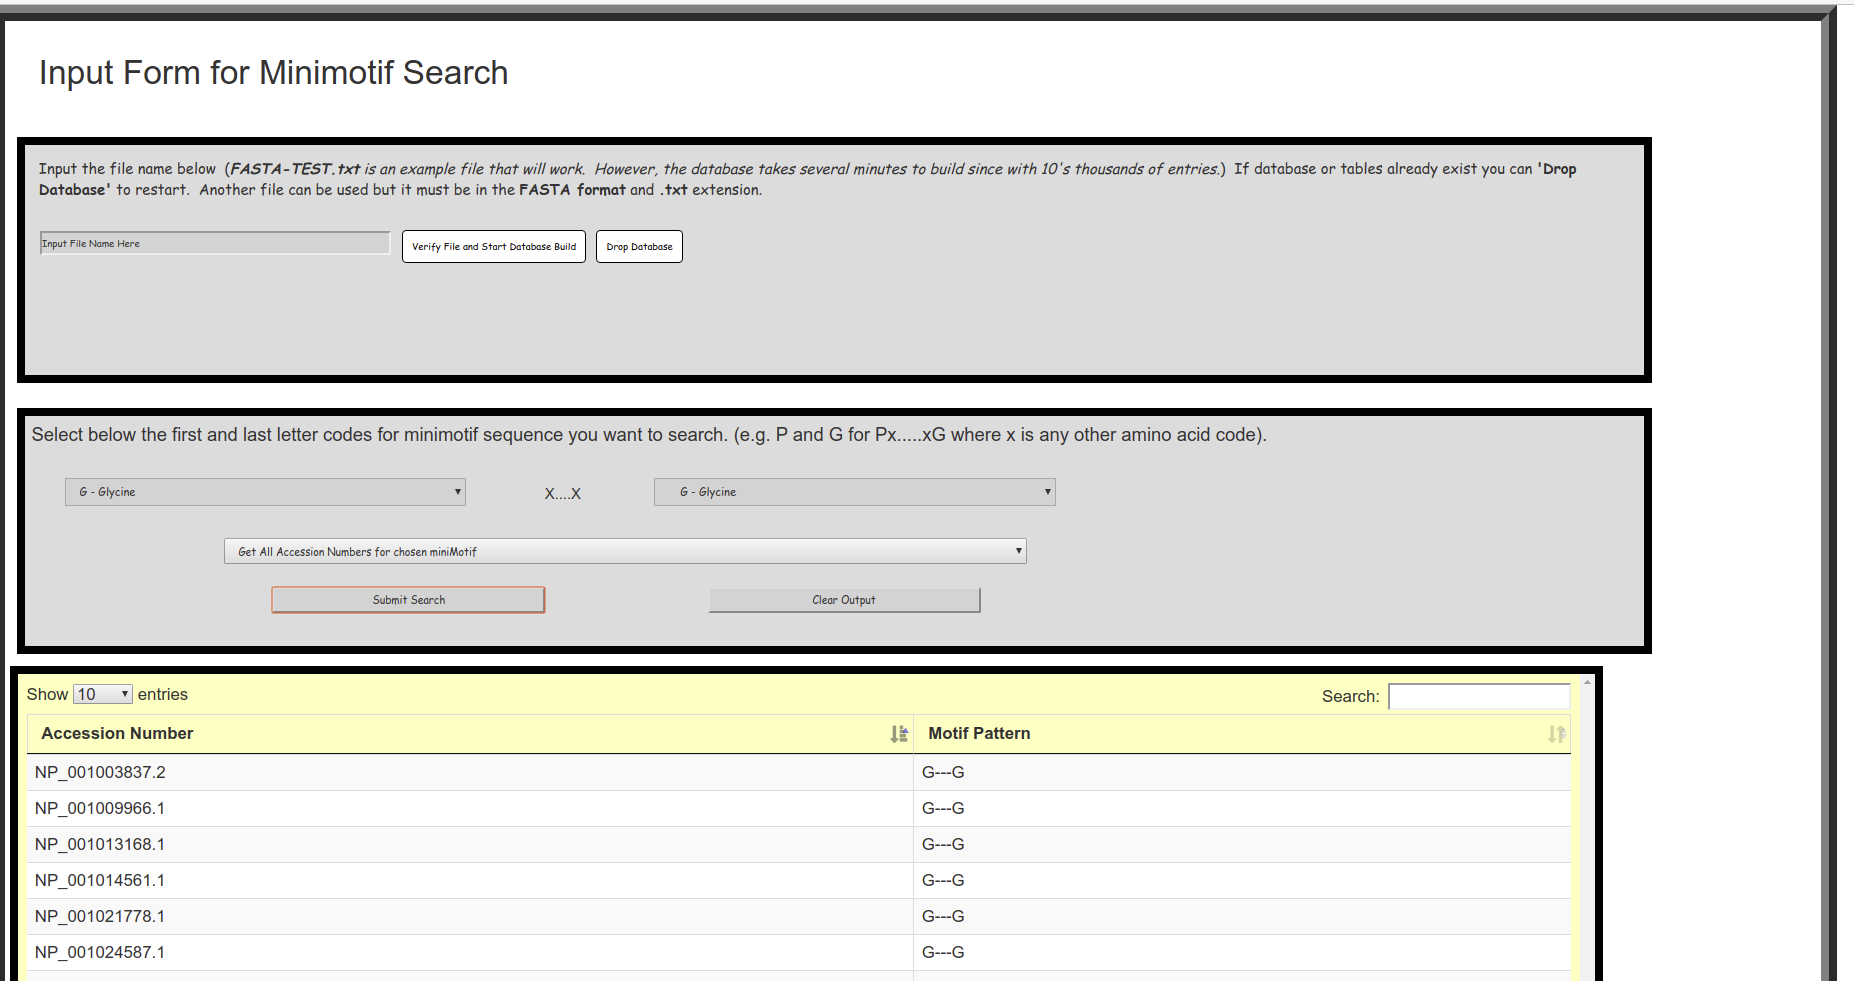 Input Form for Minimotif Search
Input the file name below (FASTA-TEST.txt is an example file that will work. However, the database takes several minutes to build since with 10's thousands of entries.) If database or tables already exist you can 'Drop
Database' to restart. Another file can be used but it must be in the FASTA format and .txt extension.
Input File Name Here Verify File and Start Database Build Drop Database
Select below the first and last letter codes for minimotif sequence you want to search. (e.g. P and G for Px.....xG where x is any other amino acid code).
G - Glycine X....X G - Glycine
Get All Accession Numbers for chosen miniMotif
Submit Search Clear Output
Show 10 entries Search:
Accession Number Motif Pattern
NP_001003837.2 G---G
NP_001009966.1 G---G
NP_001013168.1 G---G
NP_001014561.1 G---G
NP_001021778.1 G---G
NP_001024587.1 G---G